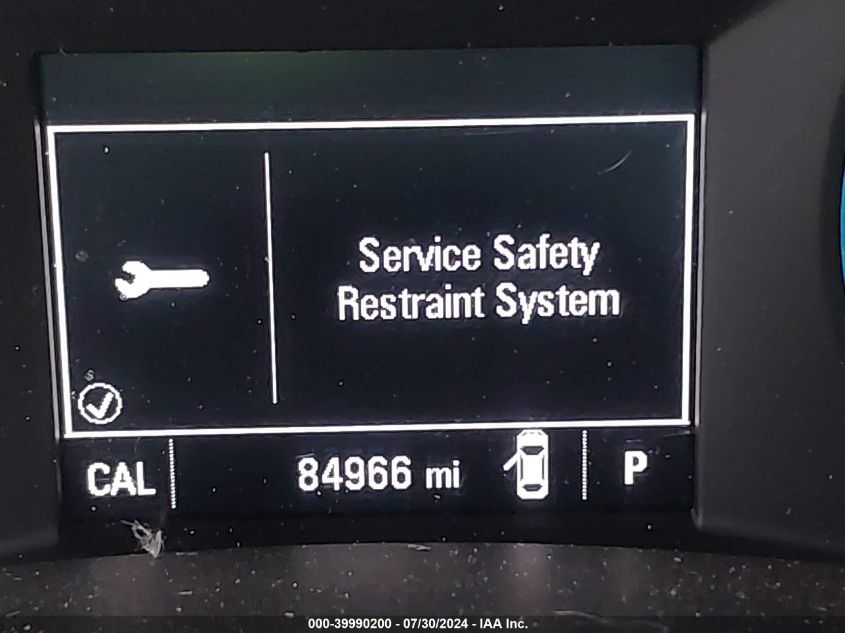 Service Safety
Restraint System
CAL 84966 mi P
000-39990200 - 07/30/2024 - IAA Inc.